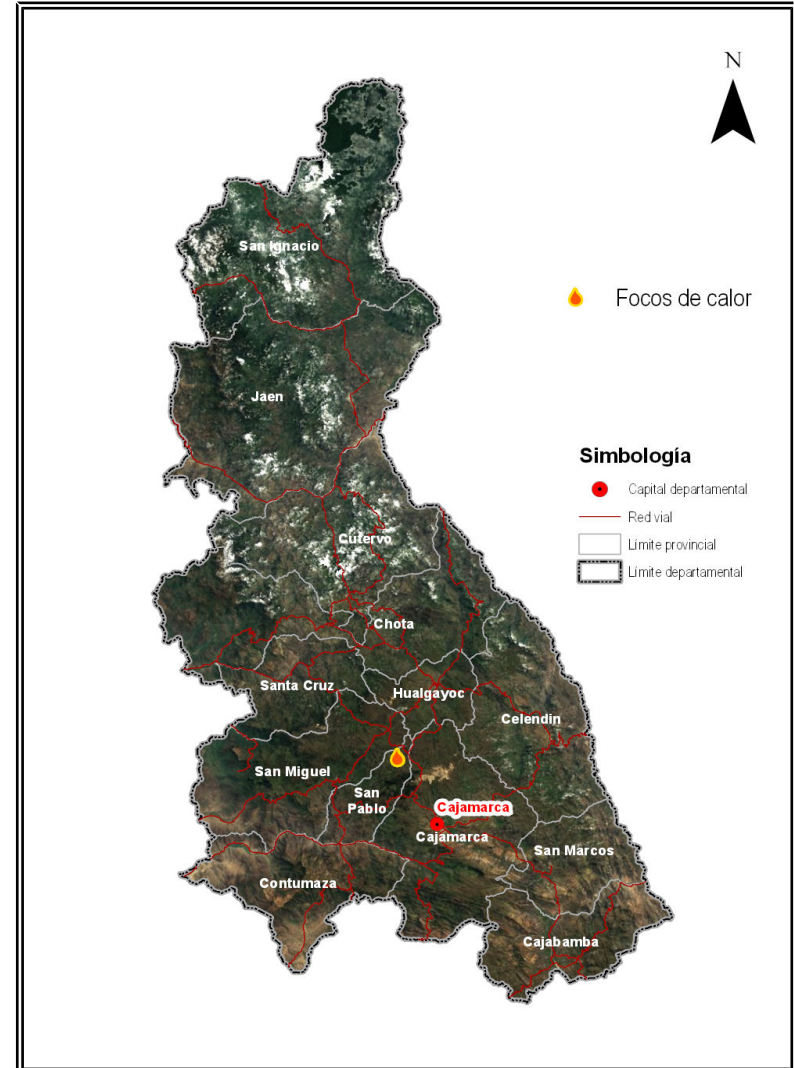 N
San Ignacio
Focos de calor
Jaen
Simbología
Capital departamental
Red vial
Límite provincial
Límite departamental
Cutervo
Chota
Santa Cruz
Hualgayoc
Celendin
San Miguel
San
Pablo
Cajamarca
Cajamarca
San Marcos
Contumaza
Cajabamba